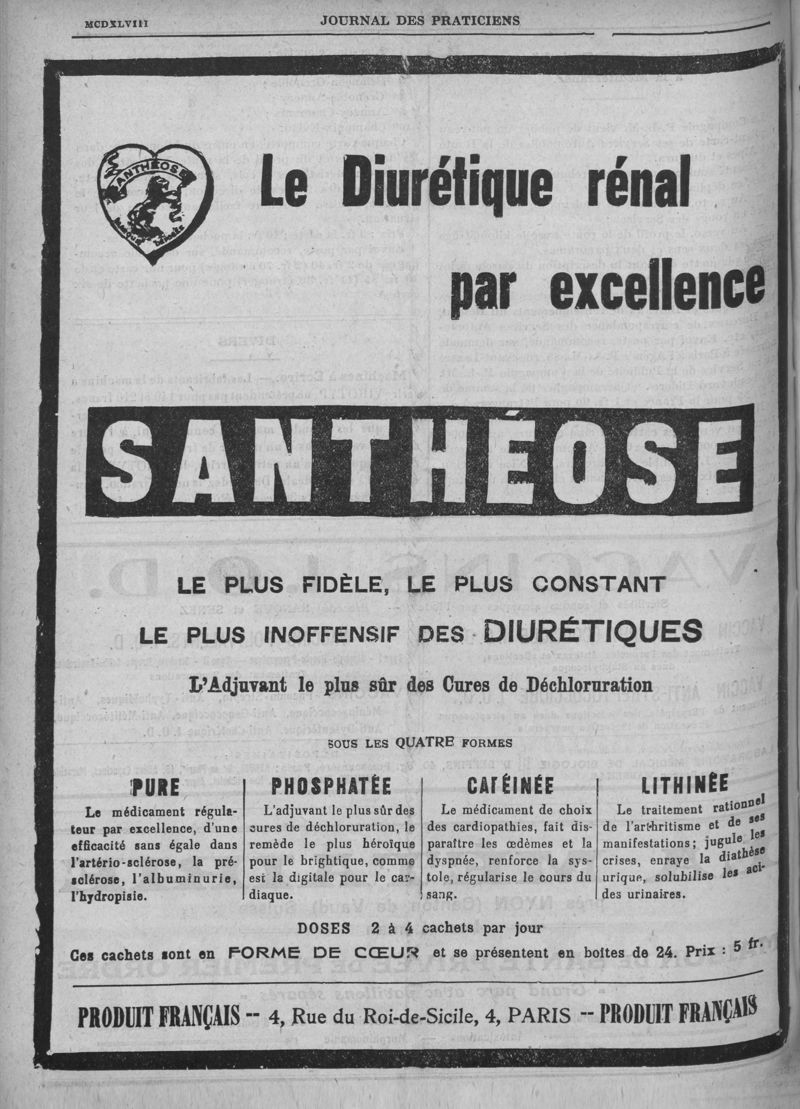 MCDXLVIII
JOURNAL DES PRATICIENS
SANTHÉOSE
MARQUE DÉPOSÉE
Le Diurétique rénal
par excellence
SANTHÉOSE
LE PLUS FIDÈLE, LE PLUS CONSTANT
LE PLUS INOFFENSIF DES DIURÉTIQUES
L'Adjuvant le plus sûr des Cures de Déchloruration
SOUS LES QUATRE FORMES
PURE
Le médicament régula-
teur par excellence, d'une
efficacité sans égale dans
l'artério-sclérose, la pré-
sclérose, l'albuminurie,
l'hydropisie.
PHOSPHATÉE
L'adjuvant le plus sûr des
cures de déchloruration, le
remède le plus héroïque
pour le brightique, comme
est la digitale pour le car-
diaque.
CAFÉINÉE
Le médicament de choix
des cardiopathies, fait dis-
paraître les œdèmes et la
dyspnée, renforce la sys-
tole, régularise le cours du
sang.
LITHINÉE
Le traitement rationnel
de l'arthritisme et de ses
manifestations; jugule les
crises, enraye la diathèse
urique, solubilise les aci-
des urinaires.
DOSES 2 à 4 cachets par jour
Ces cachets sont en FORME DE CŒUR et se présentent en boîtes de 24. Prix : 5 fr.
PRODUIT FRANÇAIS -- 4, Rue du Roi-de-Sicile, 4, PARIS -- PRODUIT FRANÇAIS